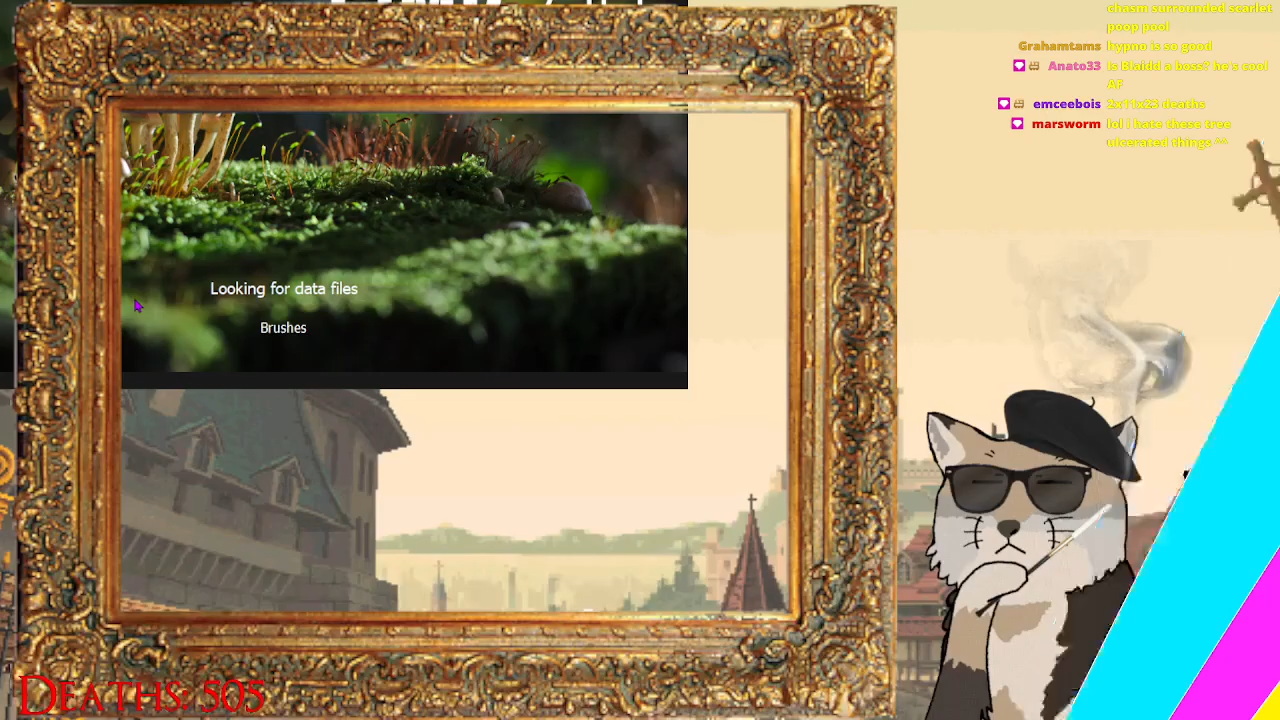 chasm surrounded scarlet
poop pool
Grahamtams hypno is so good
Anato33 Is Blaidd a boss? he's cool
AF
emceebois 2x11x23 deaths
marsworm lol I hate these tree
ulcerated things ^^
Looking for data files
Brushes
DEATHS: 505